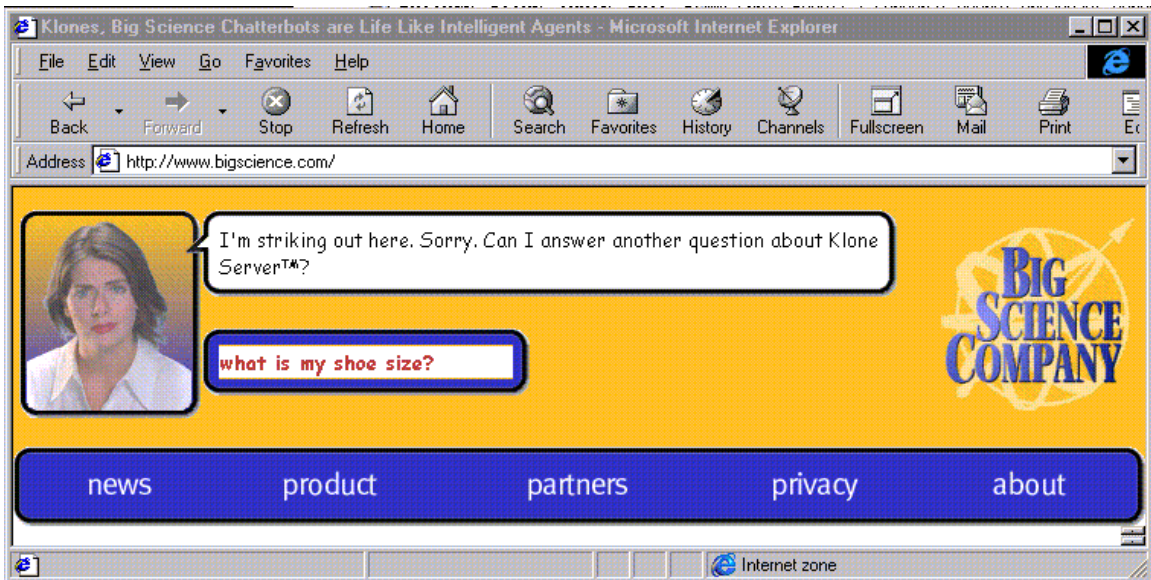 Klones, Big Science Chatterbots are Life Like Intelligent Agents - Microsoft Internet Explorer
File Edit View Go Favorites Help
Back Forward Stop Refresh Home Search Favorites History Channels Fullscreen Mail Print
Address http://www.bigscience.com/
I'm striking out here. Sorry. Can I answer another question about Klone
Server™?
what is my shoe size?
BIG
SCIENCE
COMPANY
news product partners privacy about
Internet zone